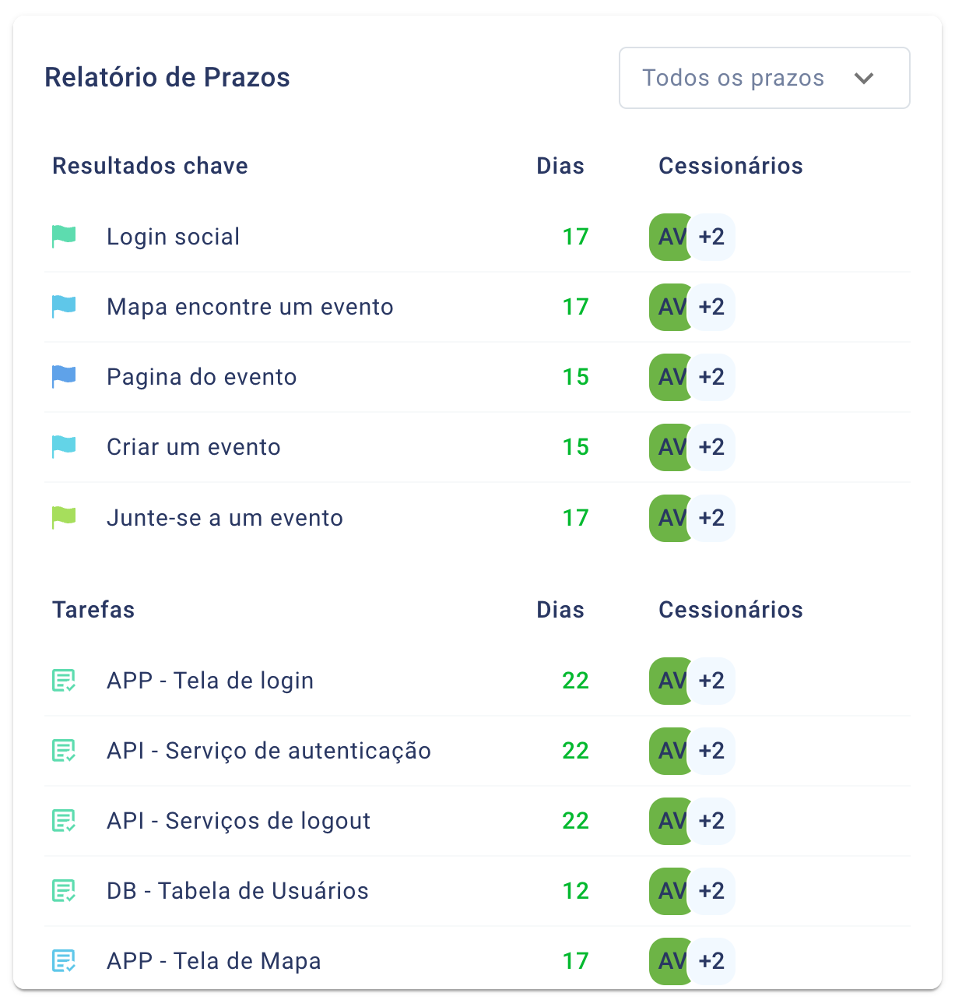 Relatório de Prazos Todos os prazos
Resultados chave Dias Cessionários
Login social 17 AV +2
Mapa encontre um evento 17 AV +2
Pagina do evento 15 AV +2
Criar um evento 15 AV +2
Junte-se a um evento 17 AV +2
Tarefas Dias Cessionários
APP - Tela de login 22 AV +2
API - Serviço de autenticação 22 AV +2
API - Serviços de logout 22 AV +2
DB - Tabela de Usuários 12 AV +2
APP - Tela de Mapa 17 AV +2